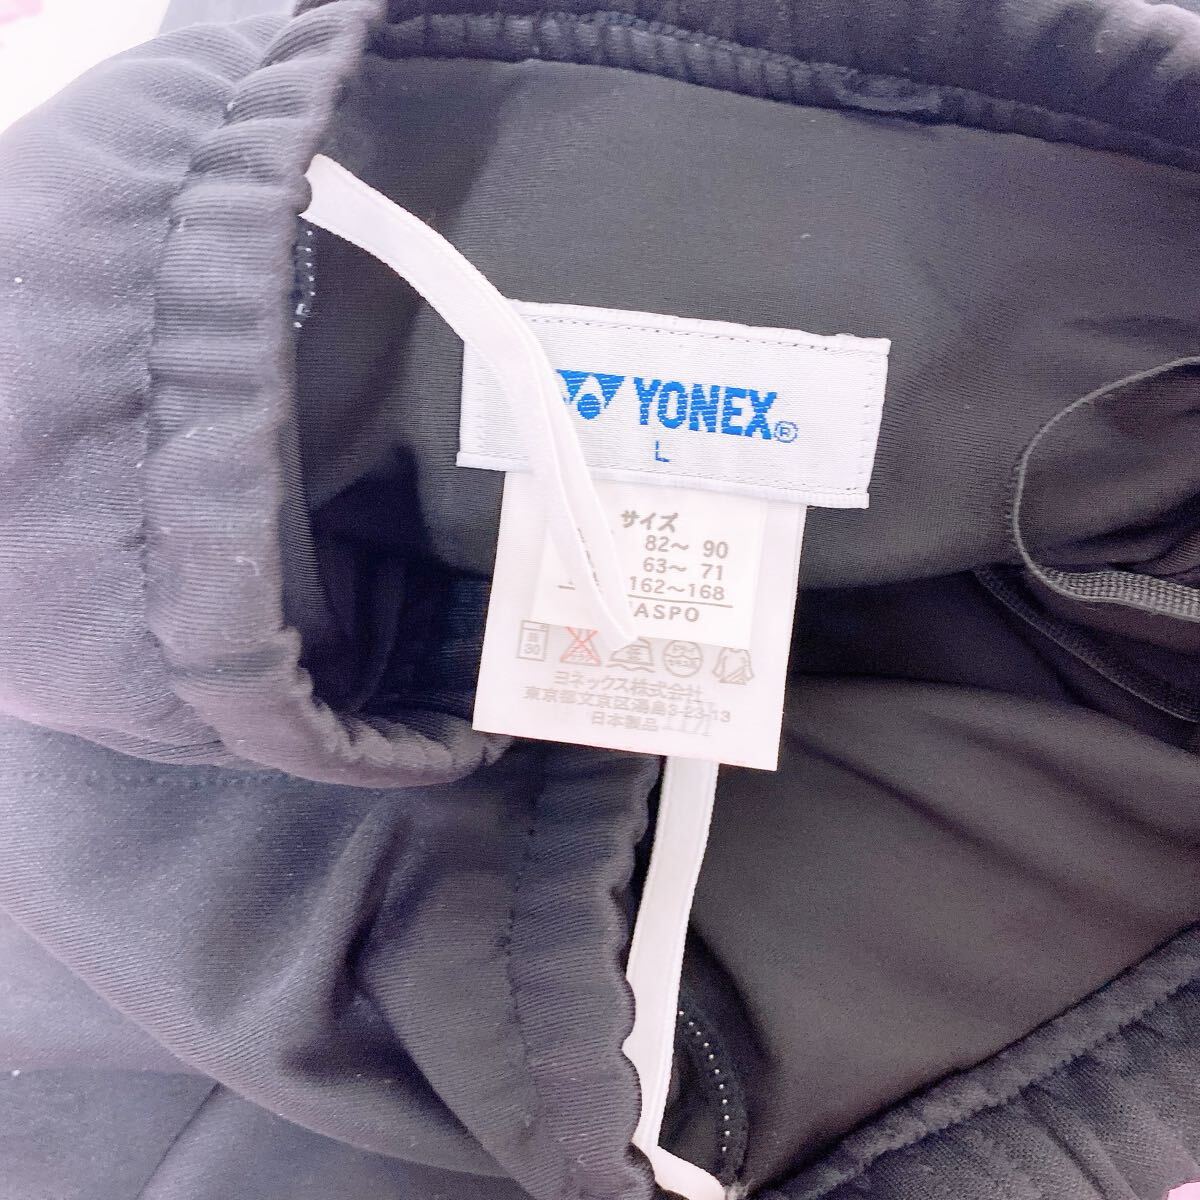 YONEX®
L
サイズ
82～ 90
63～ 71
162～168
ASPO
30
ヨネックス株式会社
東京都文京区湯島3-23-13
日本製品